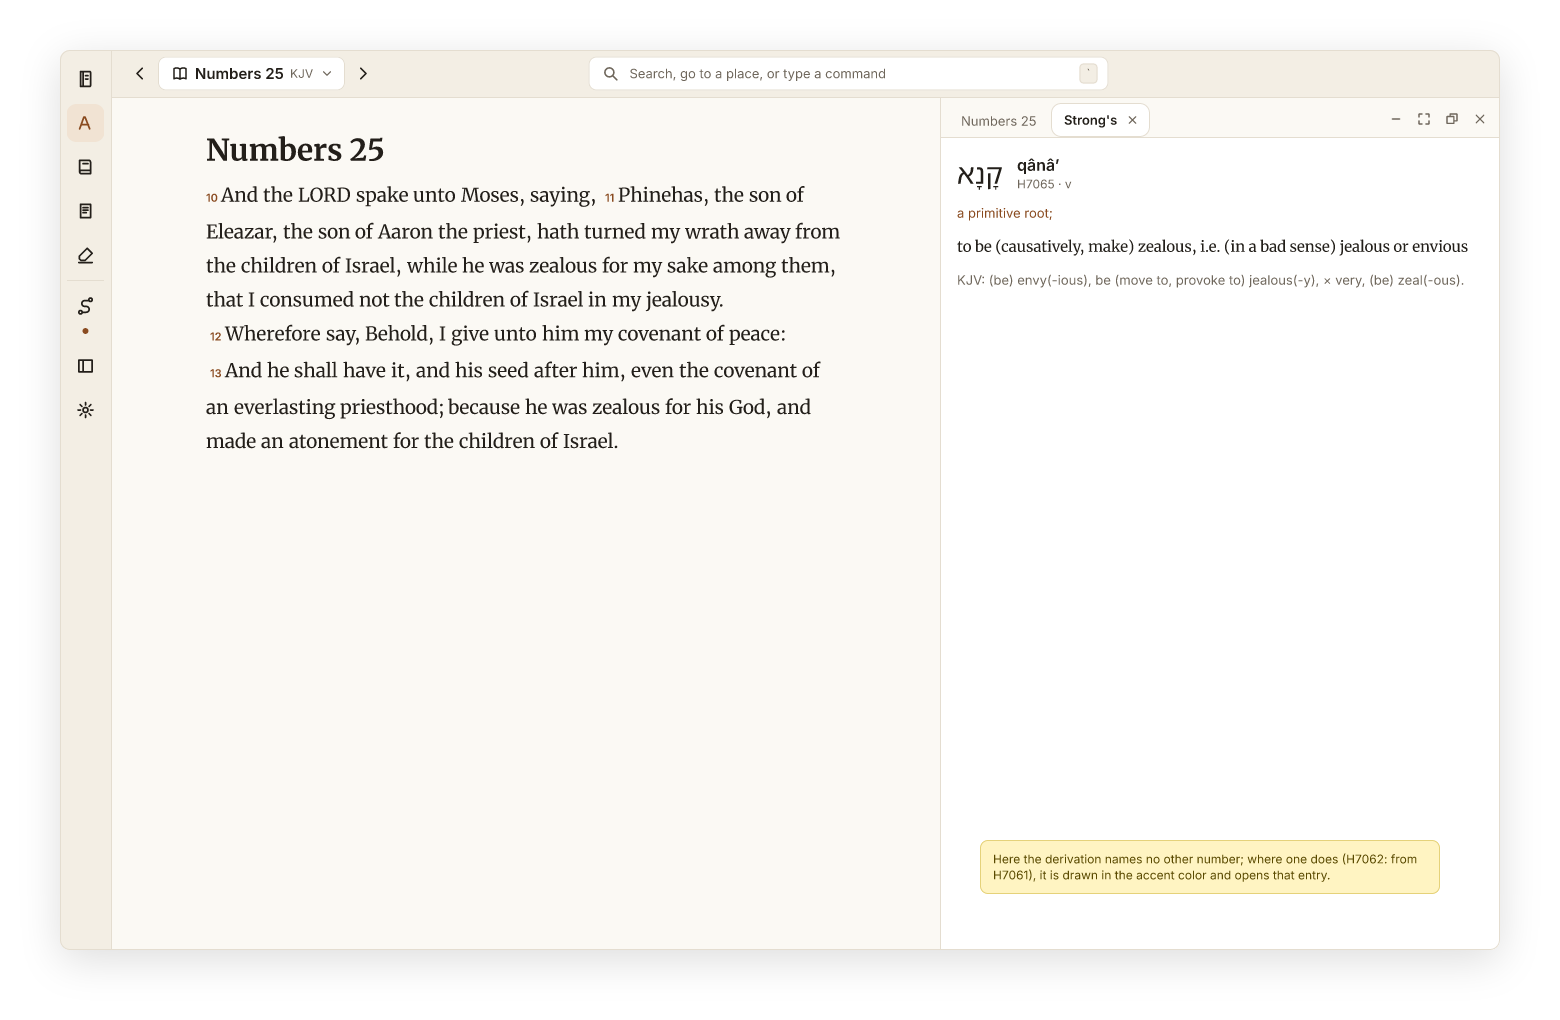 Numbers 25 KJV
Search, go to a place, or type a command
Numbers 25
10 And the LORD spake unto Moses, saying, 11 Phinehas, the son of
Eleazar, the son of Aaron the priest, hath turned my wrath away from
the children of Israel, while he was zealous for my sake among them,
that I consumed not the children of Israel in my jealousy.
12 Wherefore say, Behold, I give unto him my covenant of peace:
13 And he shall have it, and his seed after him, even the covenant of
an everlasting priesthood; because he was zealous for his God, and
made an atonement for the children of Israel.
Numbers 25
Strong's
קָנָא
qânâʼ
H7065 · v
a primitive root;
to be (causatively, make) zealous, i.e. (in a bad sense) jealous or envious
KJV: (be) envy(-ious), be (move to, provoke to) jealous(-y), × very, (be) zeal(-ous).
Here the derivation names no other number; where one does (H7062: from
H7061), it is drawn in the accent color and opens that entry.